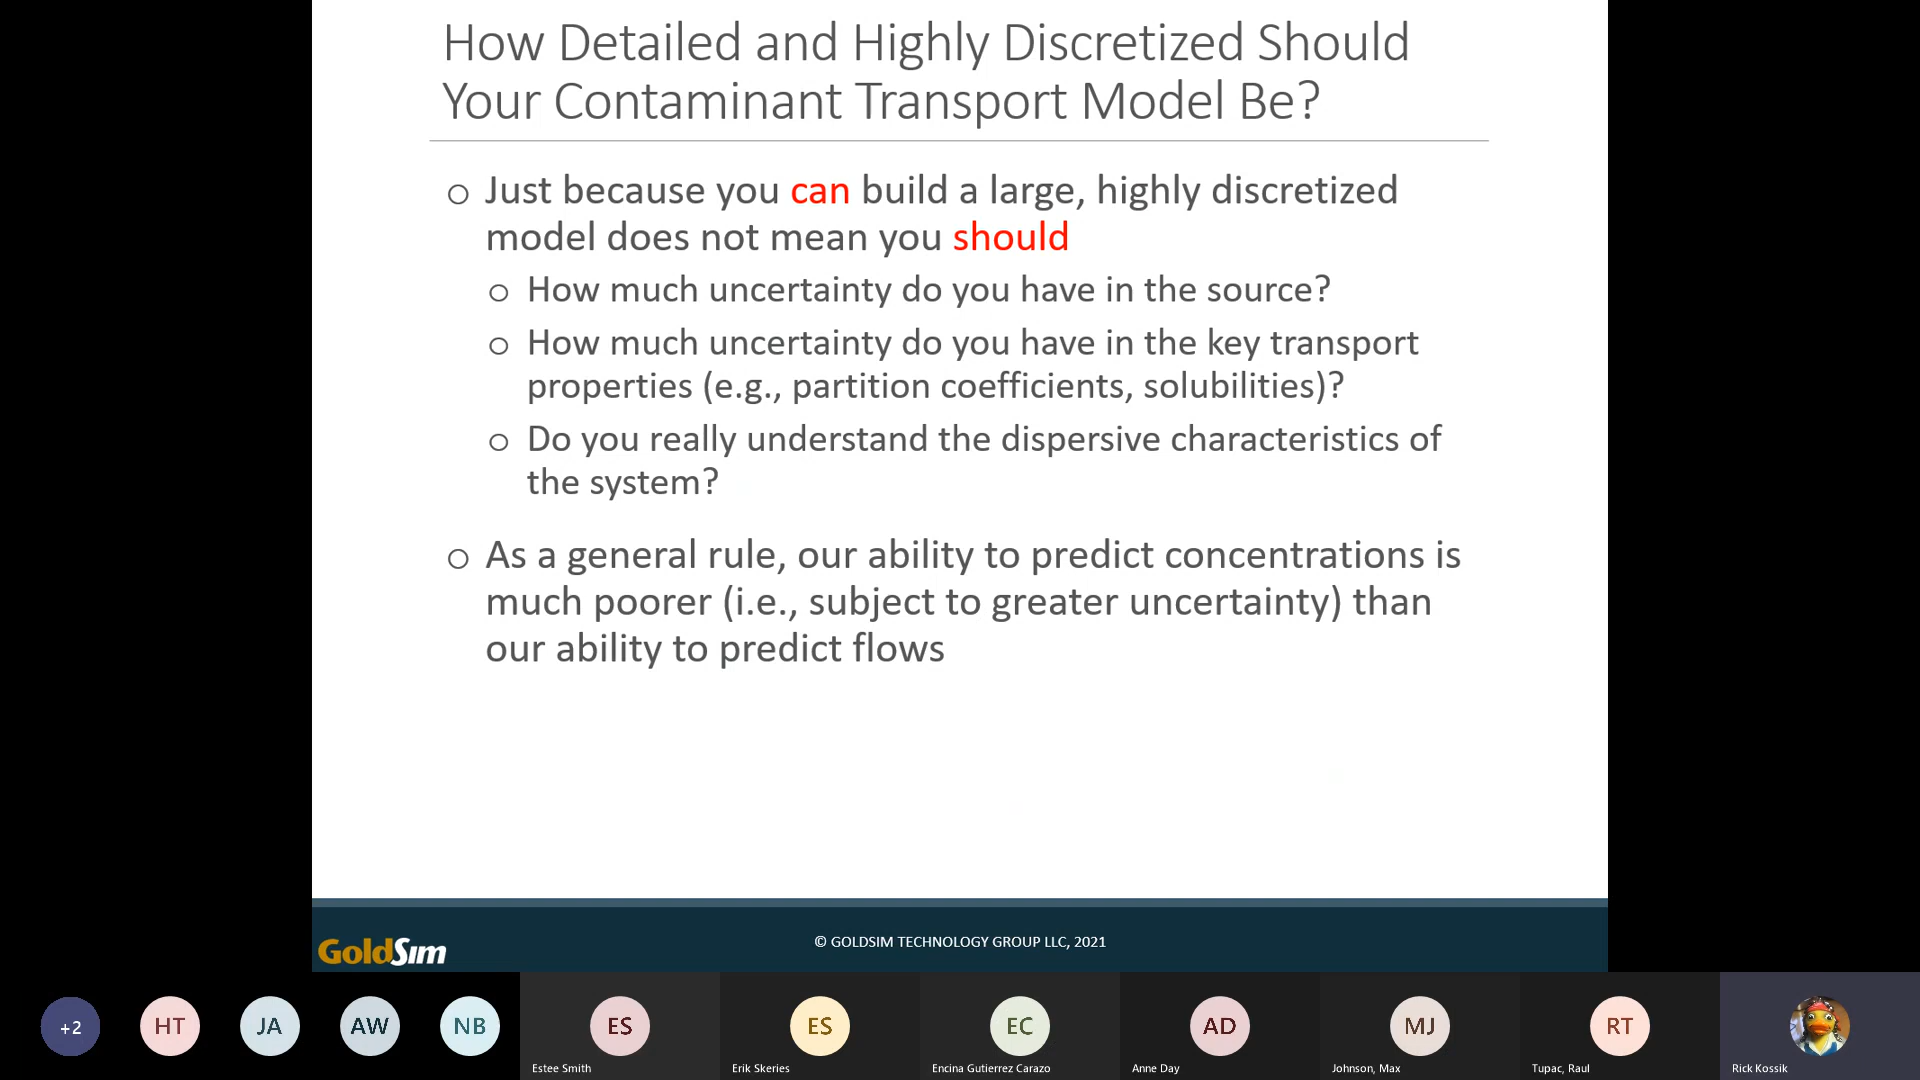 How Detailed and Highly Discretized Should
Your Contaminant Transport Model Be?
o Just because you can build a large, highly discretized
model does not mean you should
o How much uncertainty do you have in the source?
o How much uncertainty do you have in the key transport
properties (e.g., partition coefficients, solubilities)?
o Do you really understand the dispersive characteristics of
the system?
o As a general rule, our ability to predict concentrations is
much poorer (i.e., subject to greater uncertainty) than
our ability to predict flows
GoldSim
© GOLDSIM TECHNOLOGY GROUP LLC, 2021
+2
HT
JA
AW
NB
ES
Estee Smith
ES
Erik Skeries
EC
Encina Gutierrez Carazo
AD
Anne Day
MJ
Johnson, Max
RT
Tupac, Raul
Rick Kossik